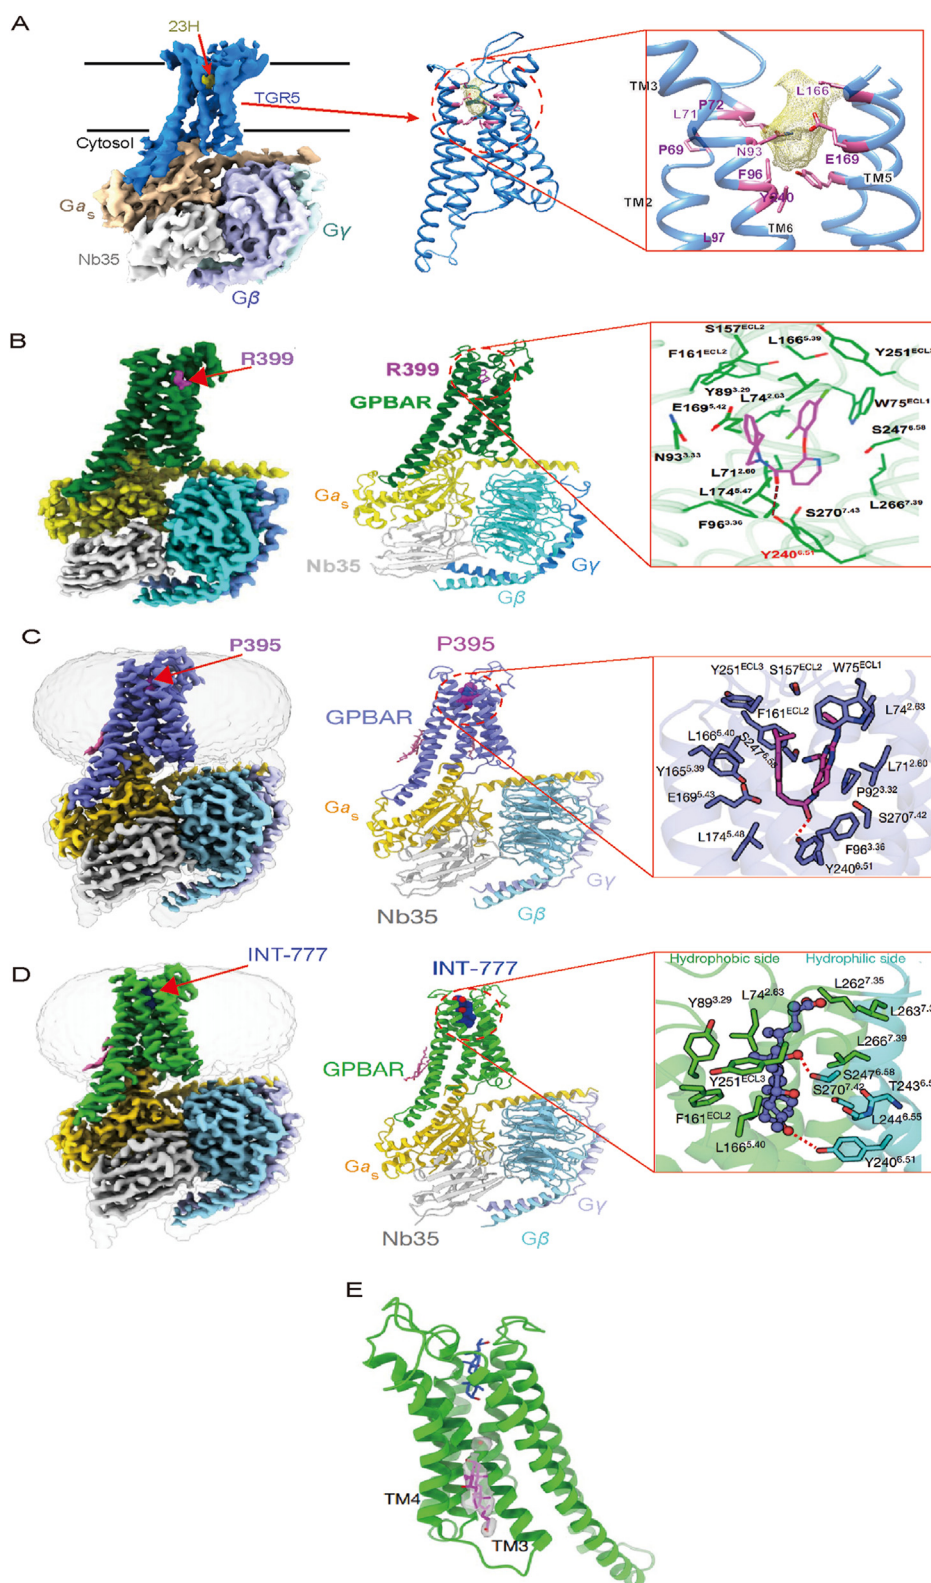 A
23H
TGR5
Cytosol
Gαs
Nb35
Gβ
Gγ
TM3
L166
P72
L71
P69
N93
E169
F96
TM5
Y240
TM2
TM6
L97
B
R399
R399
GPBAR
Gαs
Nb35
Gγ
Gβ
S157ECL2
L1665.39
F161ECL2
Y251ECL
Y893.29
L742.63
W75ECL1
E1695.42
S2476.58
N933.33
L712.60
L1745.47
L2667.39
S2707.43
F963.36
Y2406.51
C
P395
P395
GPBAR
Gαs
Nb35
Gγ
Gβ
Y251ECL3
S157ECL2
W75ECL1
F161ECL2
L742.63
L1665.40
S2476.58
L712.60
Y1655.39
P923.32
E1695.43
S2707.42
L1745.48
F963.36
Y2406.51
D
INT-777
INT-777
GPBAR
Gαs
Nb35
Gγ
Gβ
Hydrophobic side
Hydrophilic side
L2627.35
L742.63
Y893.29
L2637.3
L2667.39
Y251ECL3
S2476.58
S2707.42
T2436.5
F161ECL2
L2446.55
L1665.40
Y2406.51
E
TM4
TM3